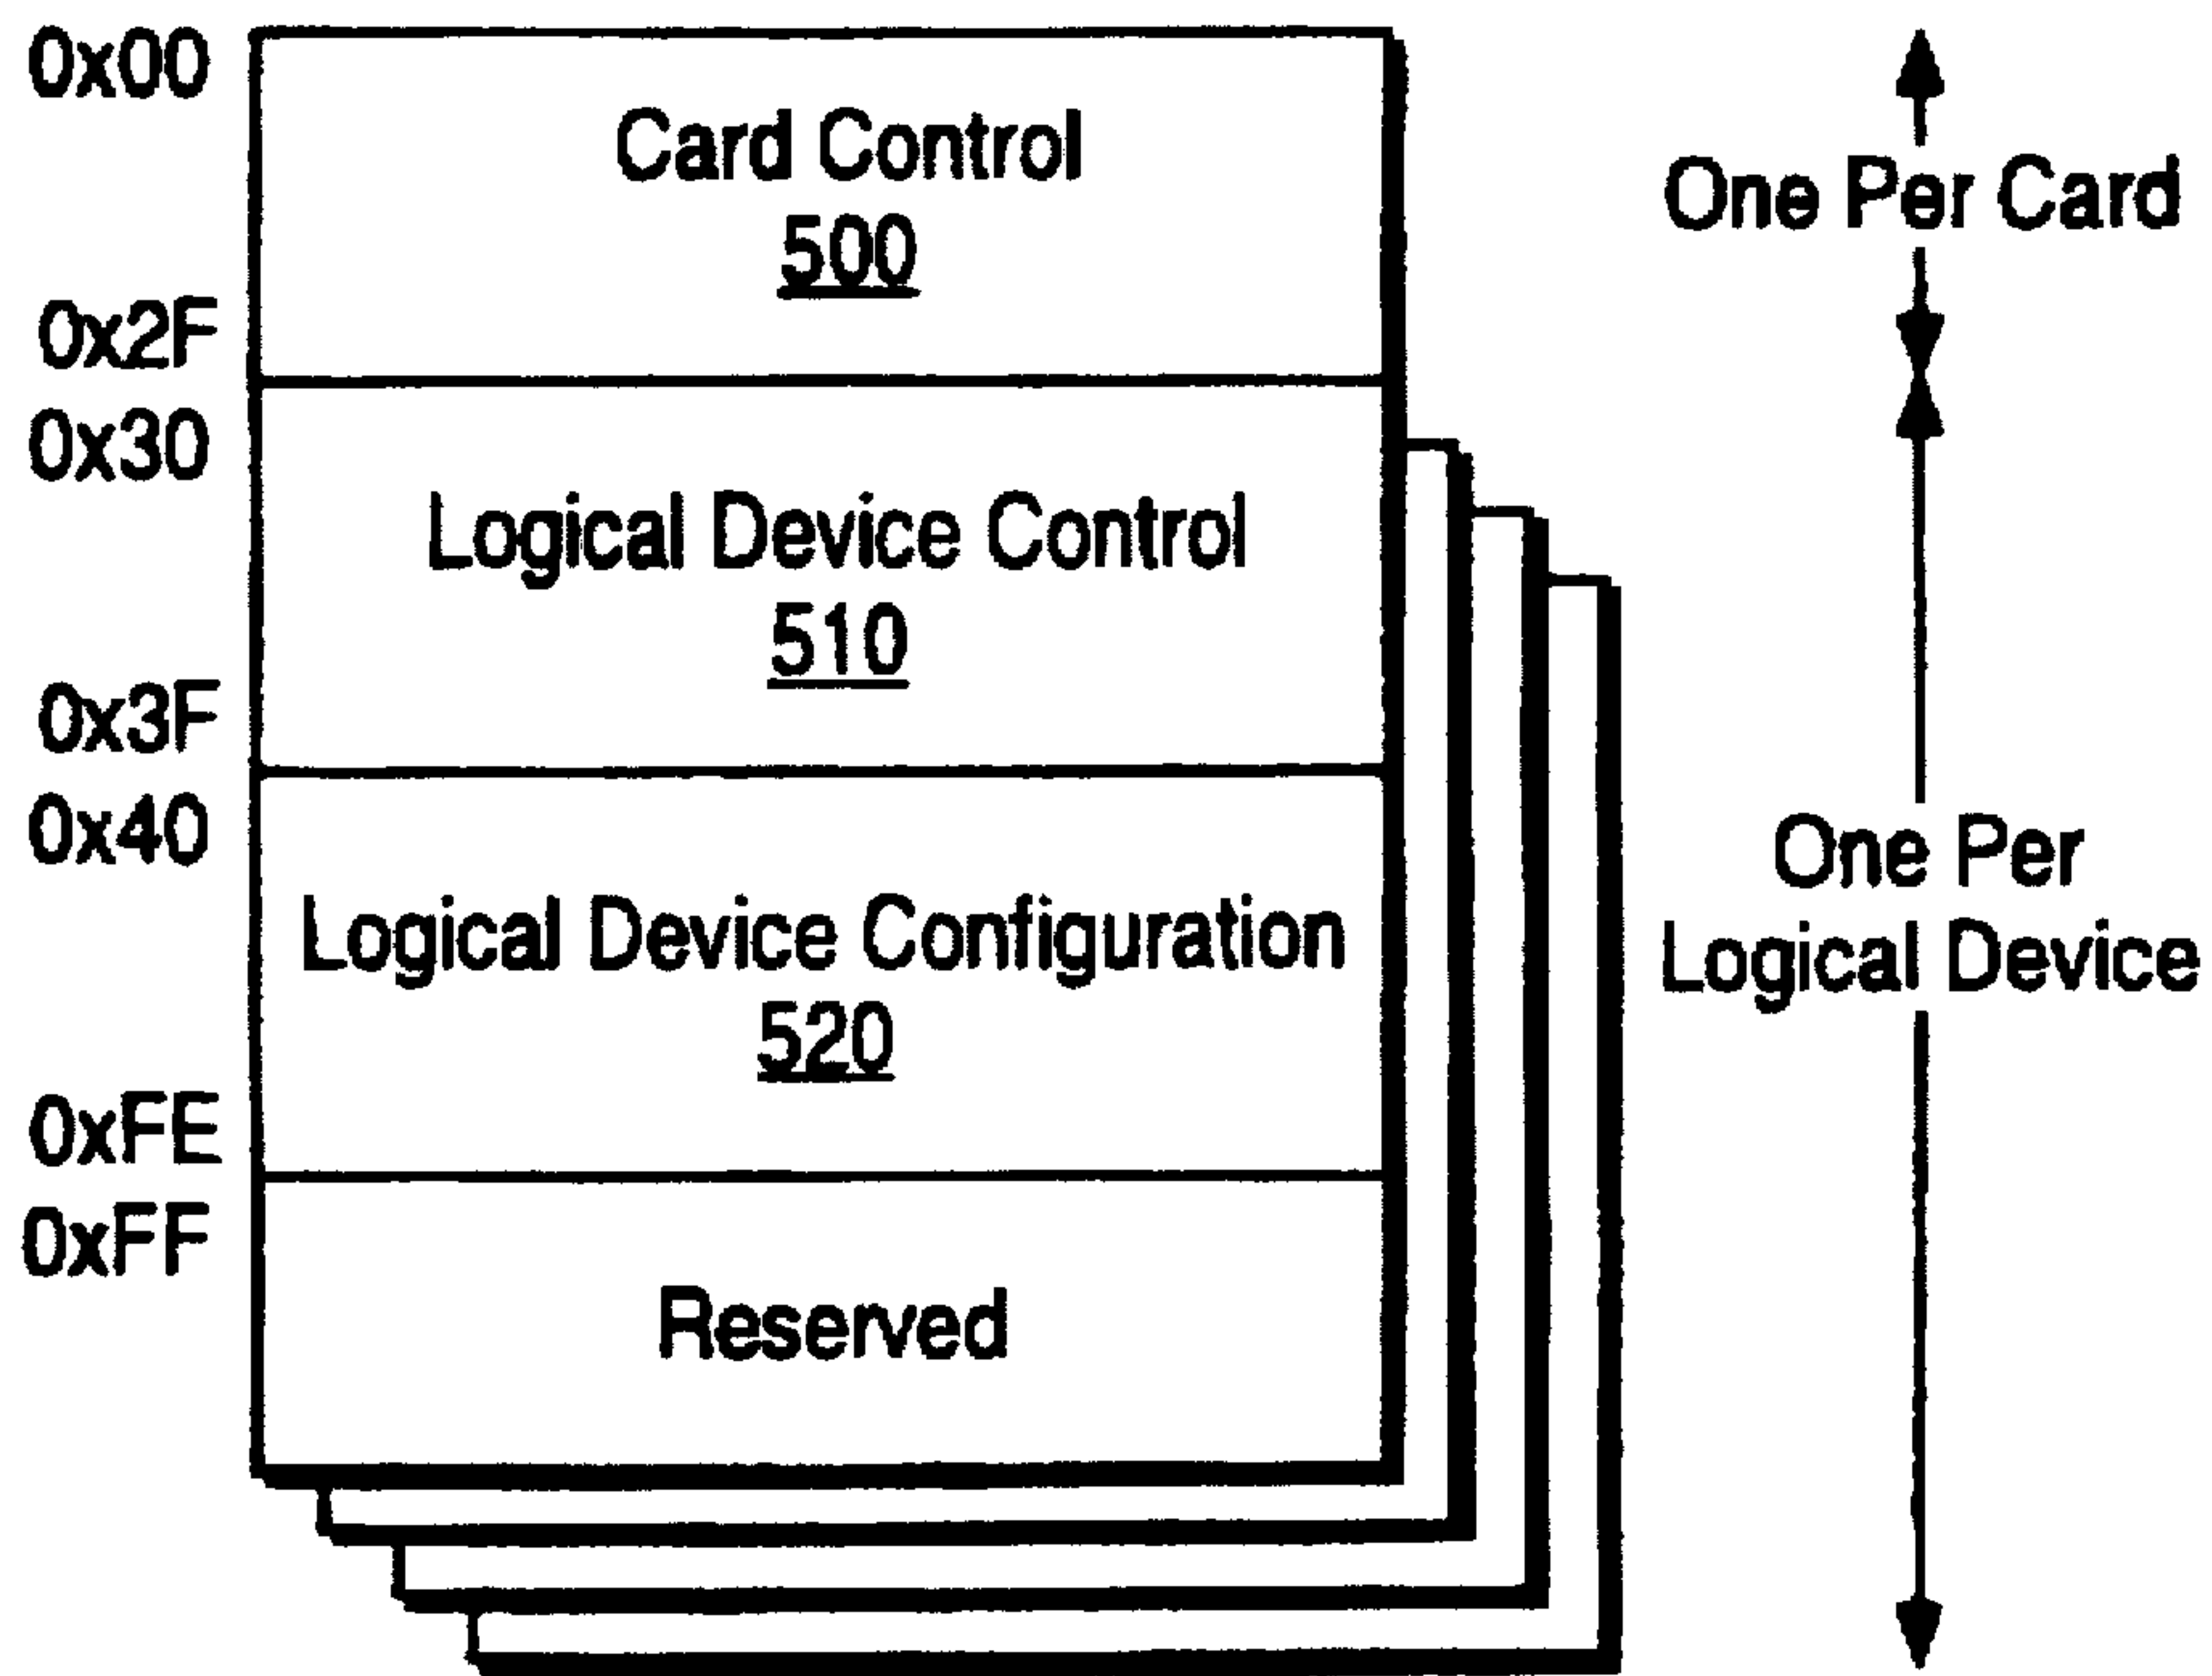 0x00
Card Control
500
0x2F
One Per Card
0x30
Logical Device Control
510
0x3F
0x40
Logical Device Configuration
520
0xFE
One Per
Logical Device
0xFF
Reserved